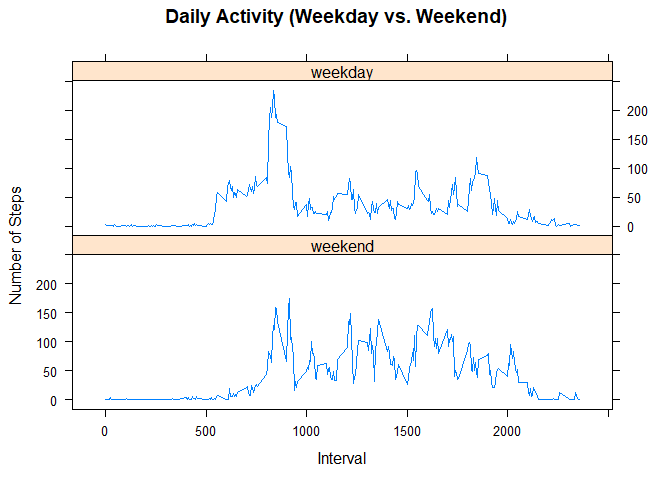 Daily Activity (Weekday vs. Weekend)
weekday
200
150
100
50
0
Number of Steps
weekend
200
150
100
50
0
0 500 1000 1500 2000
Interval